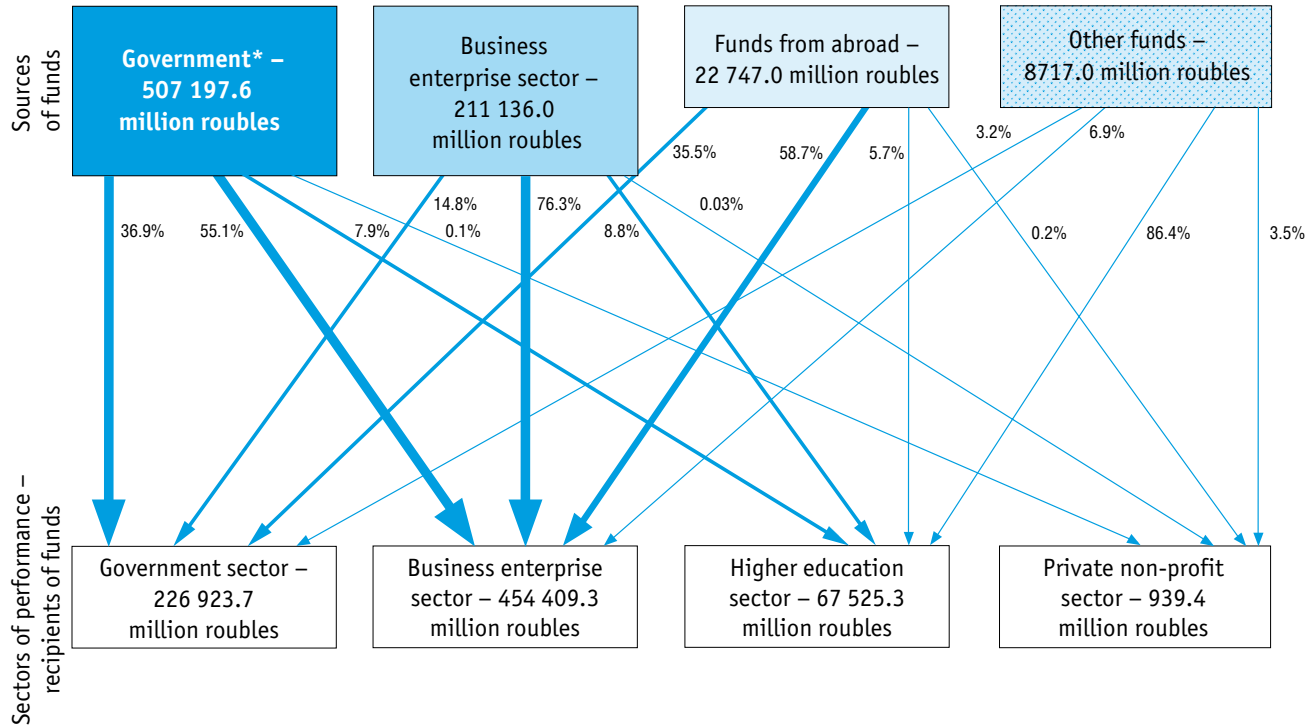 Sources
of funds
Government* –
507 197.6
million roubles
Business
enterprise sector –
211 136.0
million roubles
Funds from abroad –
22 747.0 million roubles
Other funds –
8717.0 million roubles
35.5%
58.7%
5.7%
3.2%
6.9%
14.8%
76.3%
0.03%
36.9%
55.1%
7.9%
0.1%
8.8%
0.2%
86.4%
3.5%
Sectors of performance –
recipients of funds
Government sector –
226 923.7
million roubles
Business enterprise
sector – 454 409.3
million roubles
Higher education
sector – 67 525.3
million roubles
Private non-profit
sector – 939.4
million roubles